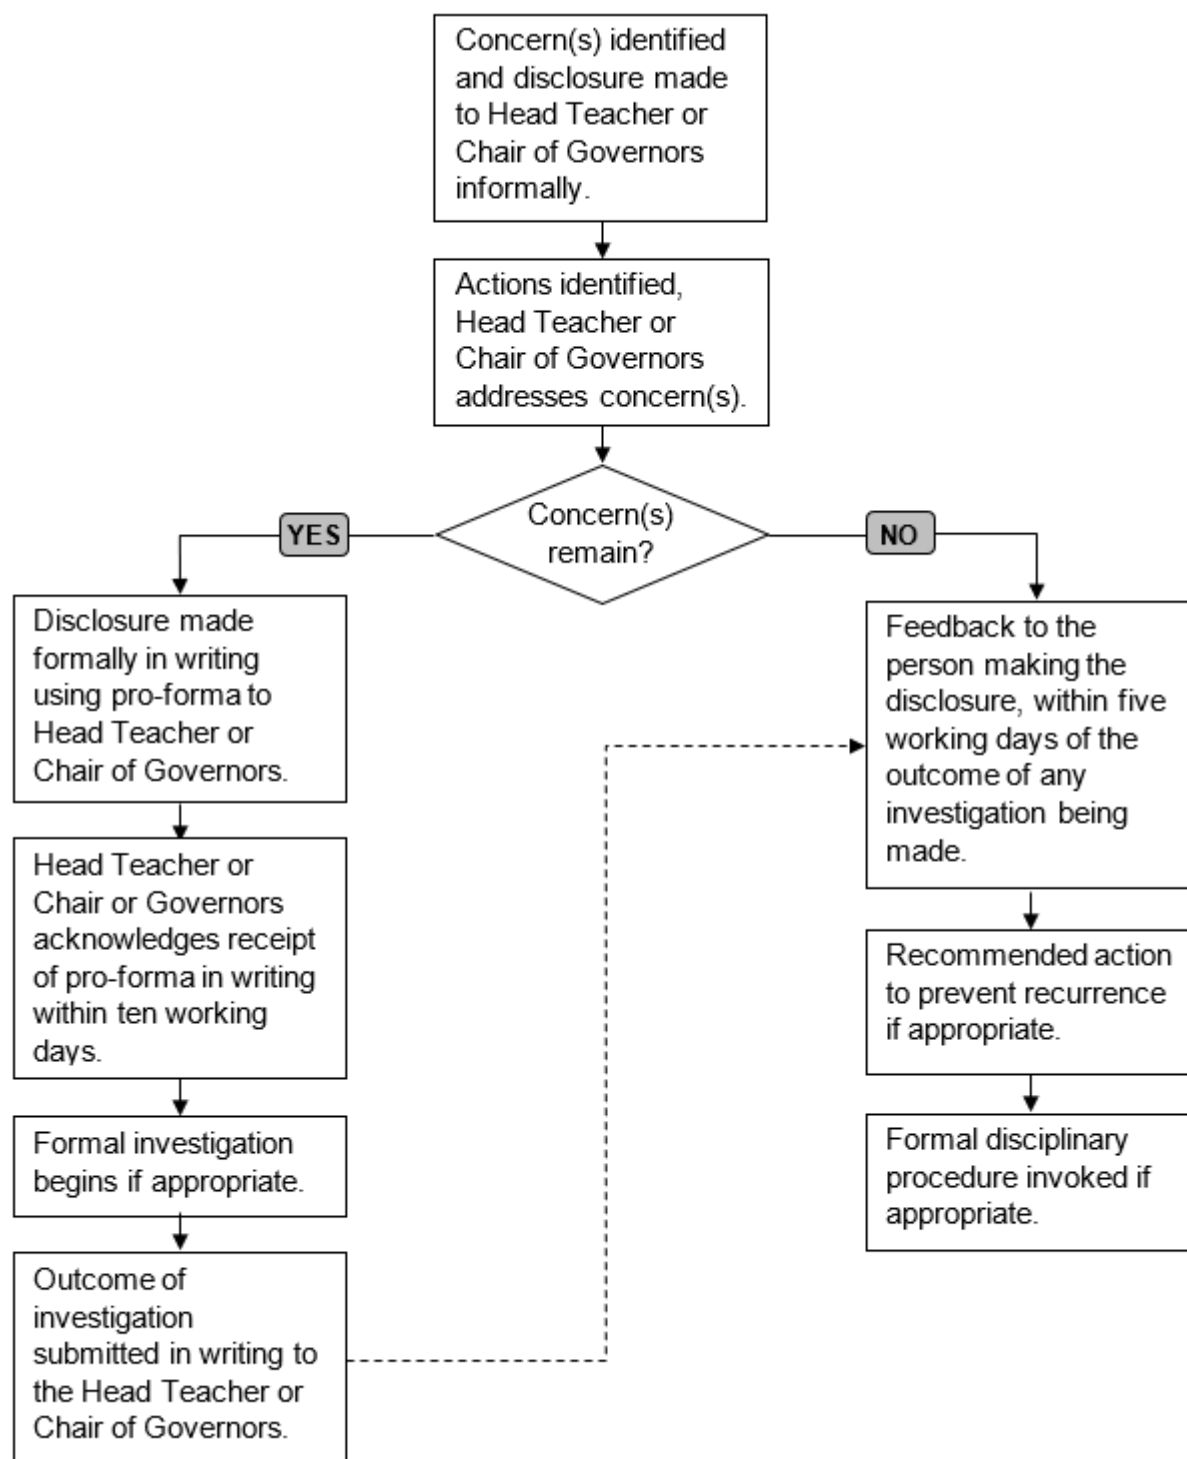 Concern(s) identified
and disclosure made
to Head Teacher or
Chair of Governors
informally.
Actions identified,
Head Teacher or
Chair of Governors
addresses concern(s).
Concern(s)
remain?
YES
NO
Disclosure made
formally in writing
using pro-forma to
Head Teacher or
Chair of Governors.
Head Teacher or
Chair or Governors
acknowledges receipt
of pro-forma in writing
within ten working
days.
Formal investigation
begins if appropriate.
Outcome of
investigation
submitted in writing to
the Head Teacher or
Chair of Governors.
Feedback to the
person making the
disclosure, within five
working days of the
outcome of any
investigation being
made.
Recommended action
to prevent recurrence
if appropriate.
Formal disciplinary
procedure invoked if
appropriate.